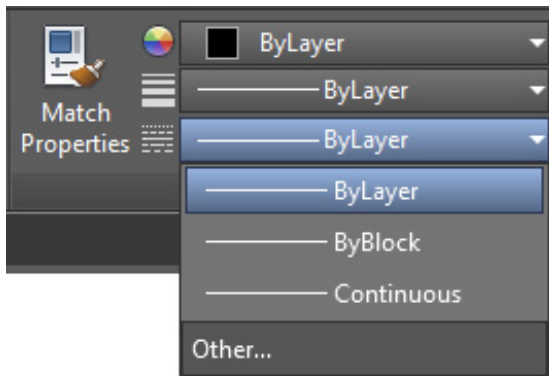 Match
Properties
ByLayer
ByLayer
ByLayer
ByLayer
ByBlock
Continuous
Other...